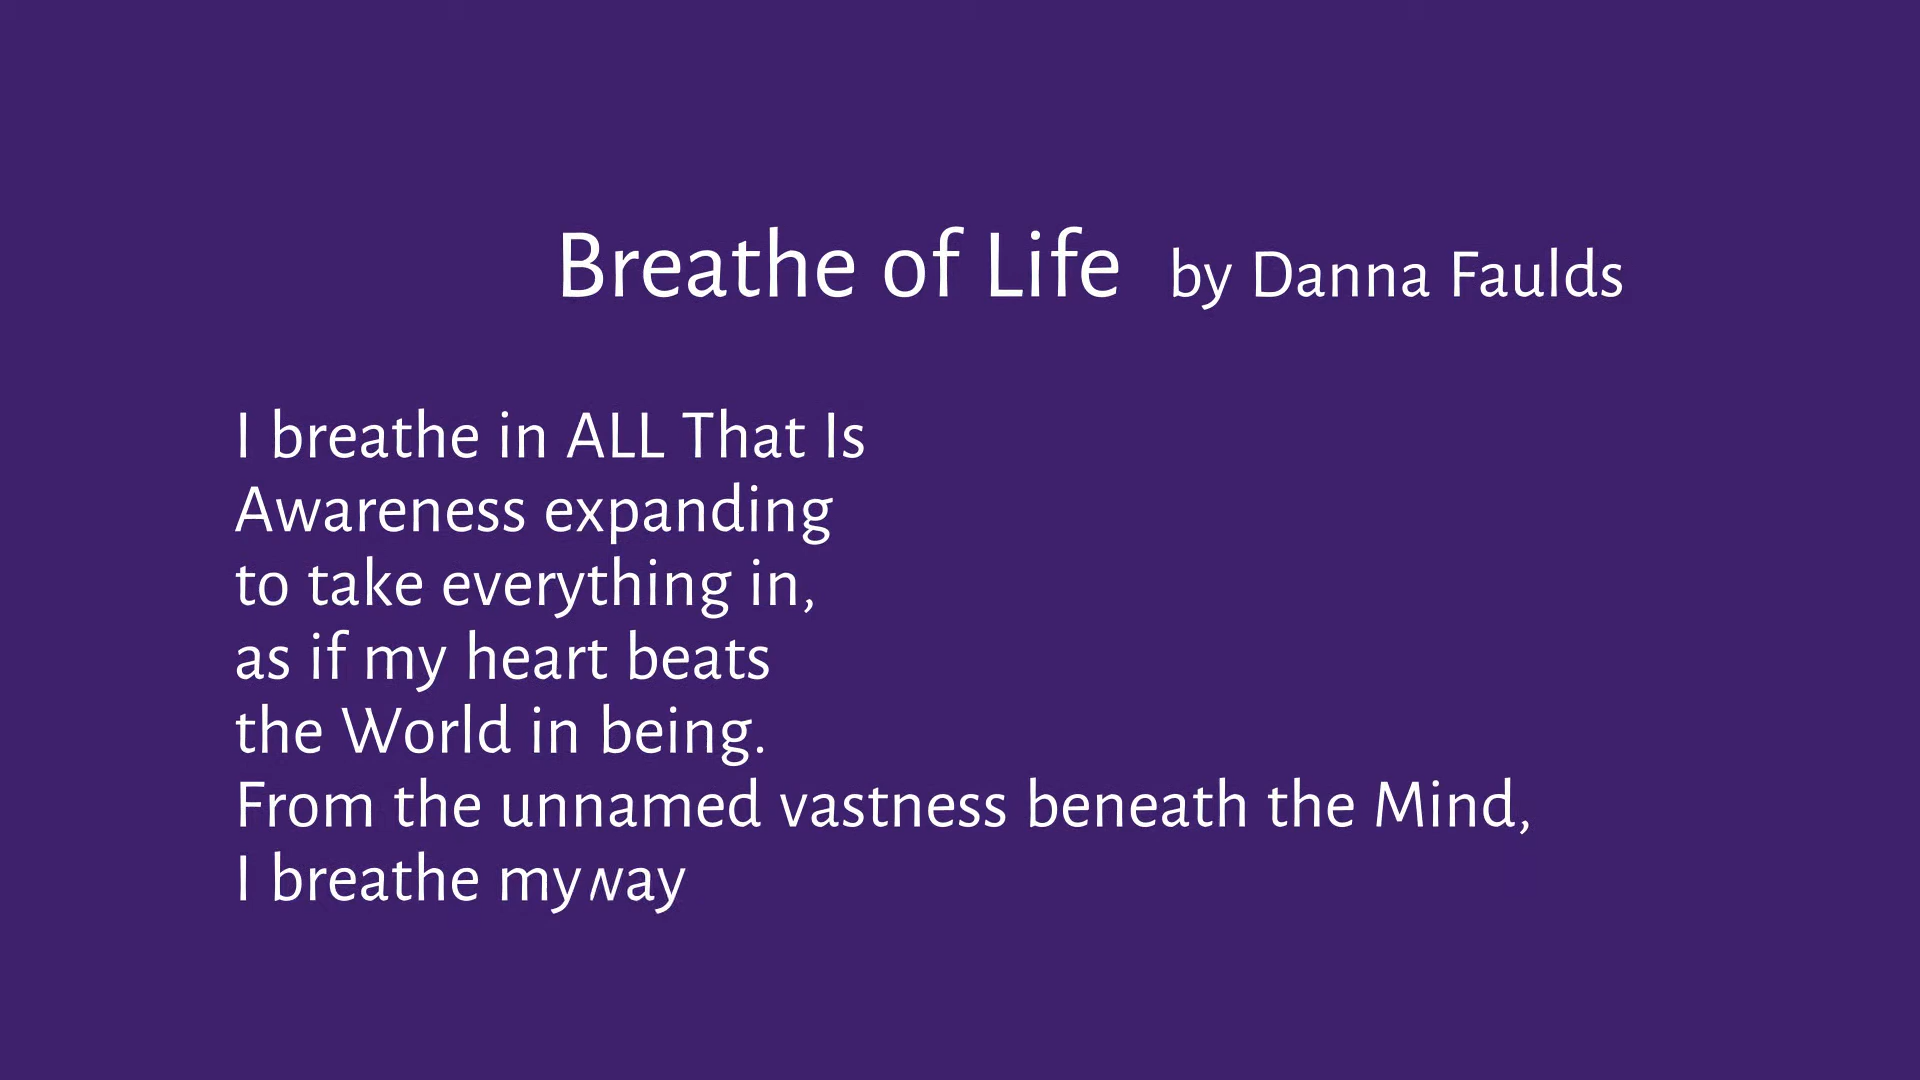 Breathe of Life by Danna Faulds
I breathe in ALL That Is
Awareness expanding
to take everything in,
as if my heart beats
the World in being.
From the unnamed vastness beneath the Mind,
I breathe my way